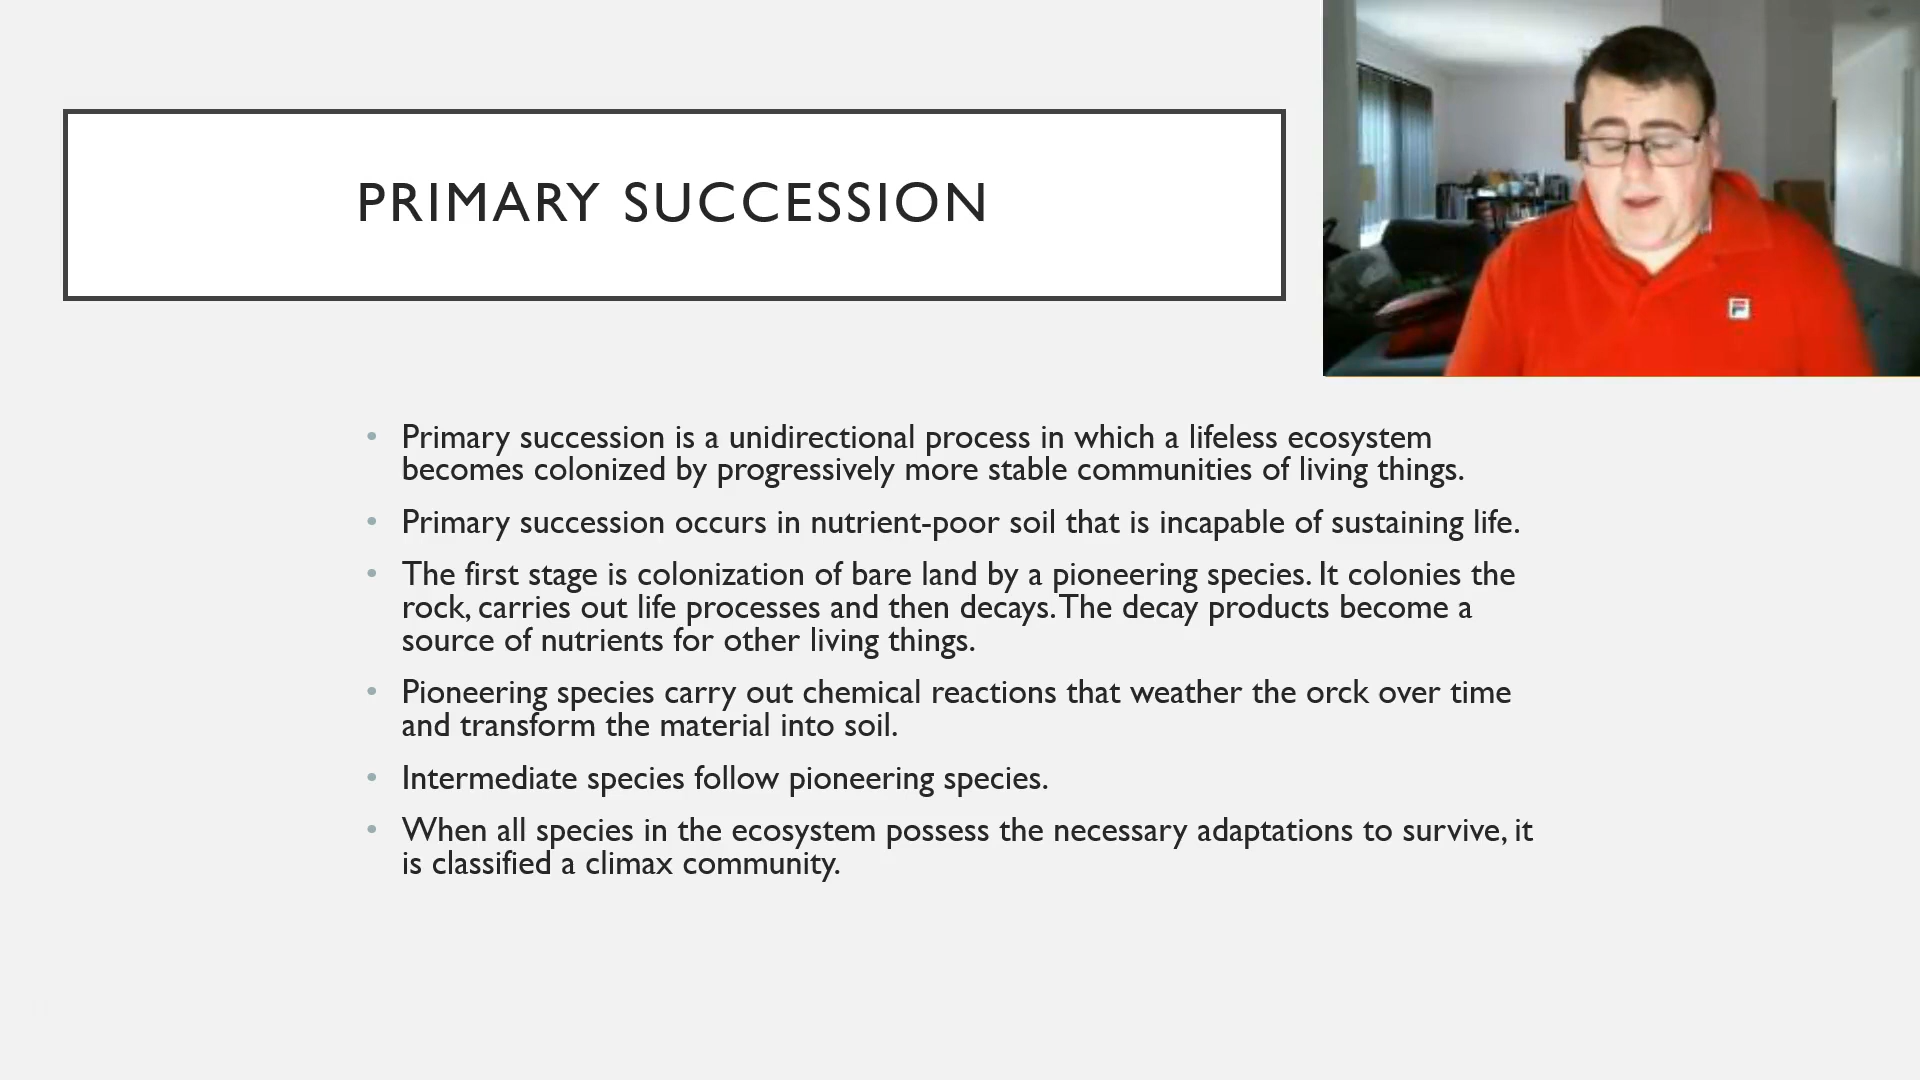 PRIMARY SUCCESSION
• Primary succession is a unidirectional process in which a lifeless ecosystem
becomes colonized by progressively more stable communities of living things.
• Primary succession occurs in nutrient-poor soil that is incapable of sustaining life.
• The first stage is colonization of bare land by a pioneering species. It colonies the
rock, carries out life processes and then decays. The decay products become a
source of nutrients for other living things.
• Pioneering species carry out chemical reactions that weather the orck over time
and transform the material into soil.
• Intermediate species follow pioneering species.
• When all species in the ecosystem possess the necessary adaptations to survive, it
is classified a climax community.